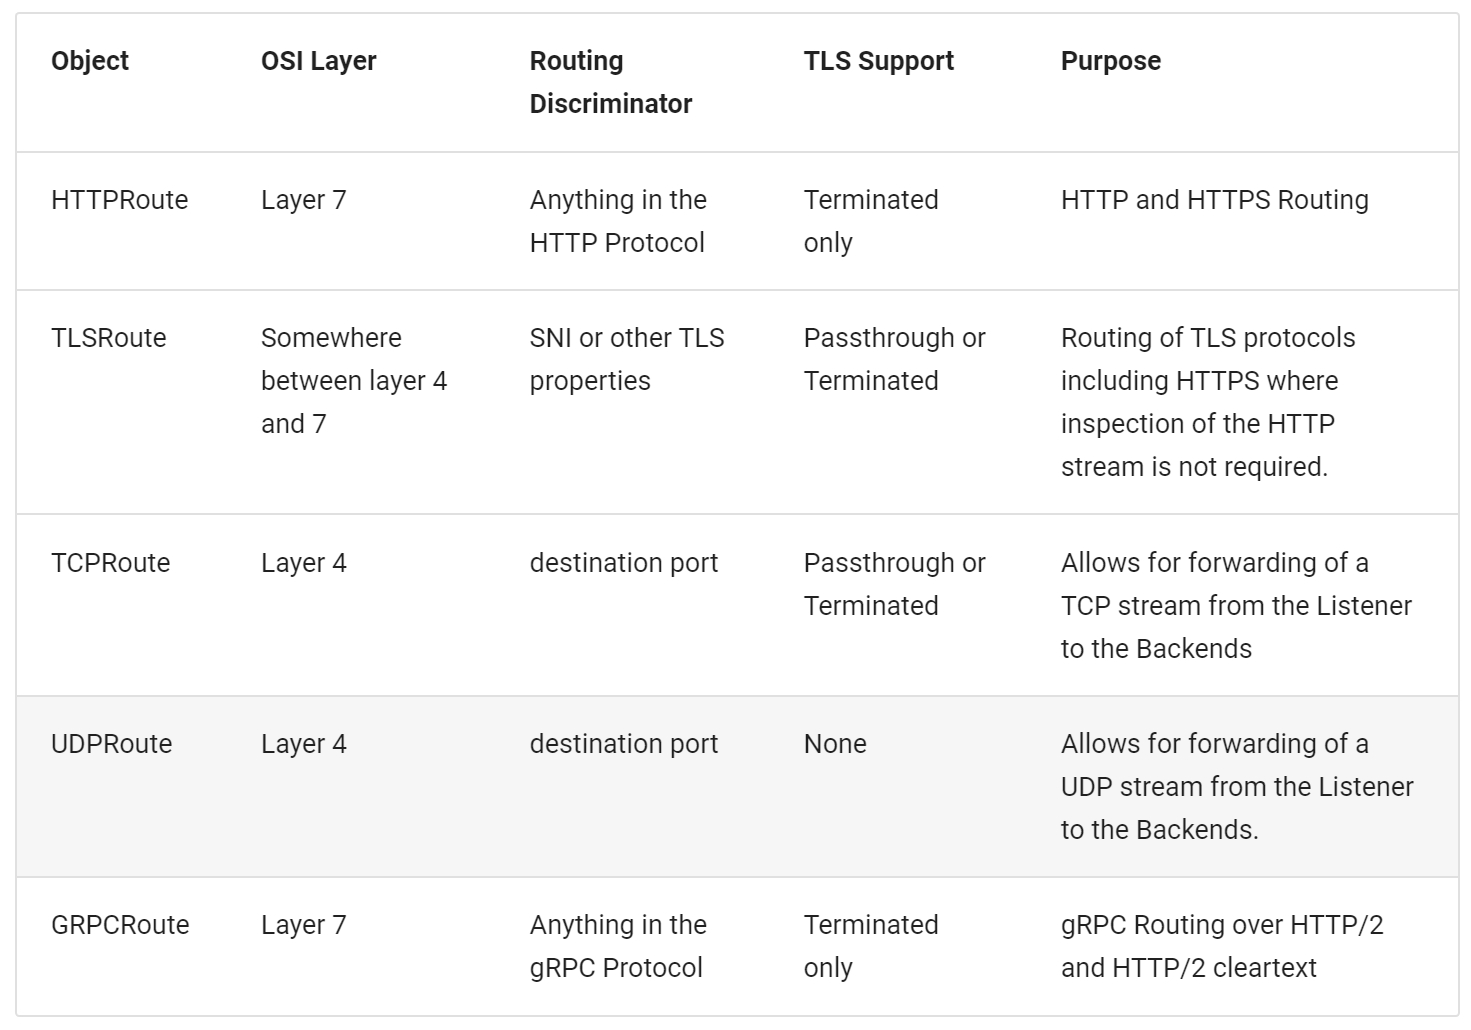 Object
OSI Layer
Routing
Discriminator
TLS Support
Purpose
HTTPRoute
Layer 7
Anything in the
HTTP Protocol
Terminated
only
HTTP and HTTPS Routing
TLSRoute
Somewhere
between layer 4
and 7
SNI or other TLS
properties
Passthrough or
Terminated
Routing of TLS protocols
including HTTPS where
inspection of the HTTP
stream is not required.
TCPRoute
Layer 4
destination port
Passthrough or
Terminated
Allows for forwarding of a
TCP stream from the Listener
to the Backends
UDPRoute
Layer 4
destination port
None
Allows for forwarding of a
UDP stream from the Listener
to the Backends.
GRPCRoute
Layer 7
Anything in the
gRPC Protocol
Terminated
only
gRPC Routing over HTTP/2
and HTTP/2 cleartext